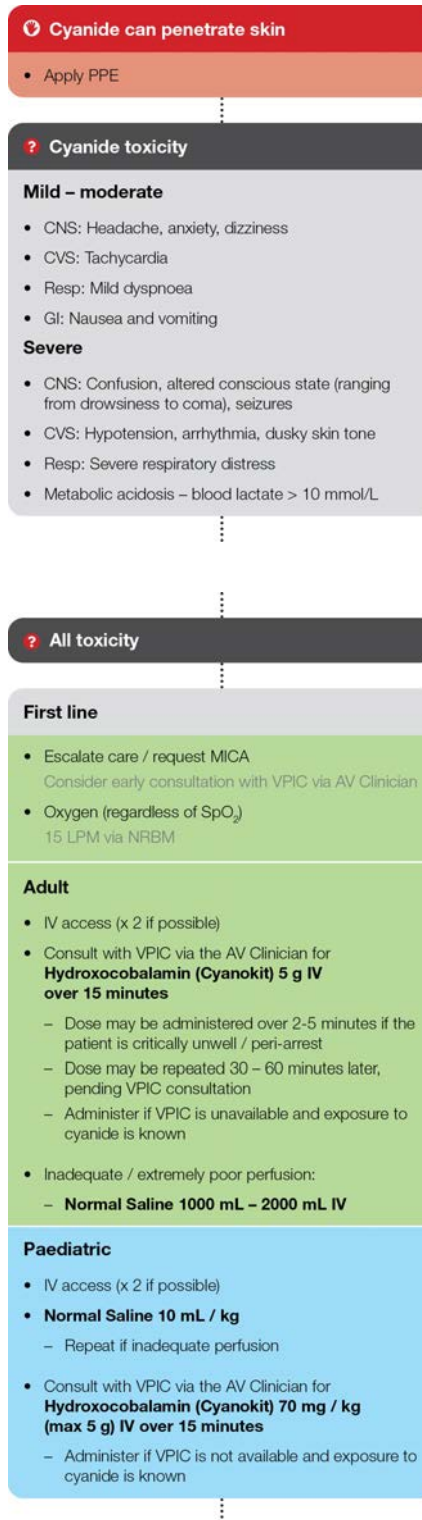 Cyanide can penetrate skin
• Apply PPE
? Cyanide toxicity
Mild – moderate
• CNS: Headache, anxiety, dizziness
• CVS: Tachycardia
• Resp: Mild dyspnoea
• GI: Nausea and vomiting
Severe
• CNS: Confusion, altered conscious state (ranging
from drowsiness to coma), seizures
• CVS: Hypotension, arrhythmia, dusky skin tone
• Resp: Severe respiratory distress
• Metabolic acidosis – blood lactate > 10 mmol/L
? All toxicity
First line
• Escalate care / request MICA
Consider early consultation with VPIC via AV Clinician
• Oxygen (regardless of SpO₂)
15 LPM via NRBM
Adult
• IV access (x 2 if possible)
• Consult with VPIC via the AV Clinician for
Hydroxocobalamin (Cyanokit) 5 g IV
over 15 minutes
– Dose may be administered over 2-5 minutes if the
patient is critically unwell / peri-arrest
– Dose may be repeated 30 – 60 minutes later,
pending VPIC consultation
– Administer if VPIC is unavailable and exposure to
cyanide is known
• Inadequate / extremely poor perfusion:
– Normal Saline 1000 mL – 2000 mL IV
Paediatric
• IV access (x 2 if possible)
• Normal Saline 10 mL / kg
– Repeat if inadequate perfusion
• Consult with VPIC via the AV Clinician for
Hydroxocobalamin (Cyanokit) 70 mg / kg
(max 5 g) IV over 15 minutes
– Administer if VPIC is not available and exposure to
cyanide is known